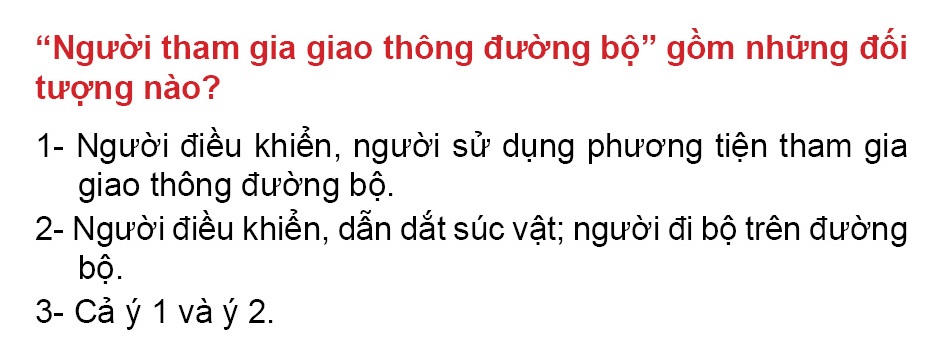 “Người tham gia giao thông đường bộ” gồm những đối
tượng nào?
1- Người điều khiển, người sử dụng phương tiện tham gia
giao thông đường bộ.
2- Người điều khiển, dẫn dắt súc vật; người đi bộ trên đường
bộ.
3- Cả ý 1 và ý 2.